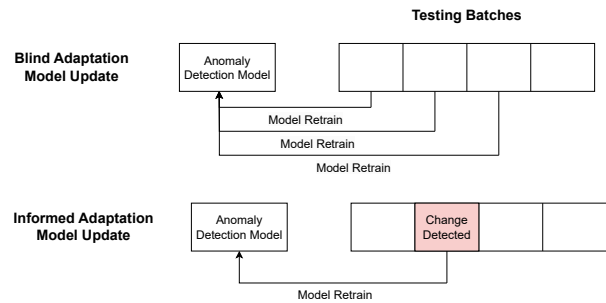 Testing Batches
Blind Adaptation
Model Update
Anomaly
Detection Model
Model Retrain
Model Retrain
Model Retrain
Informed Adaptation
Model Update
Anomaly
Detection Model
Change
Detected
Model Retrain